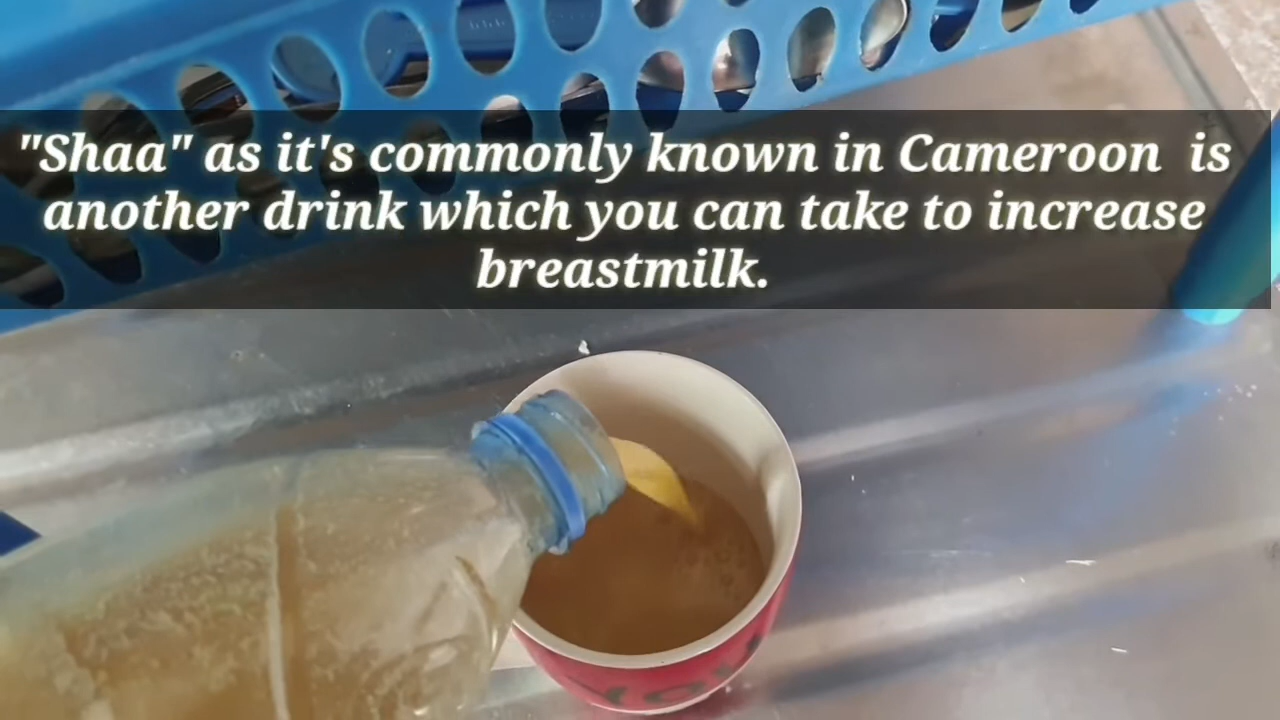 "Shaa" as it's commonly known in Cameroon is
another drink which you can take to increase
breastmilk.